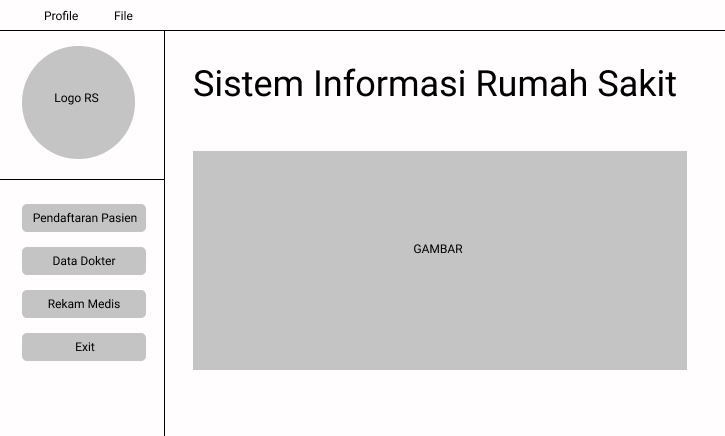 Profile
File
Logo RS
Sistem Informasi Rumah Sakit
Pendaftaran Pasien
Data Dokter
Rekam Medis
Exit
GAMBAR